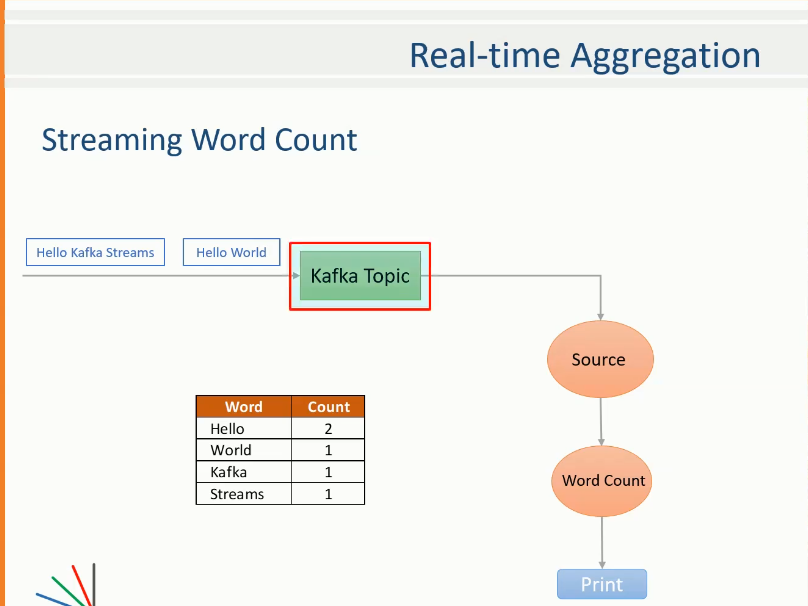 Real-time Aggregation
Streaming Word Count
Hello Kafka Streams
Hello World
Kafka Topic
Source
Word Count
Hello 2
World 1
Kafka 1
Streams 1
Word Count
Print